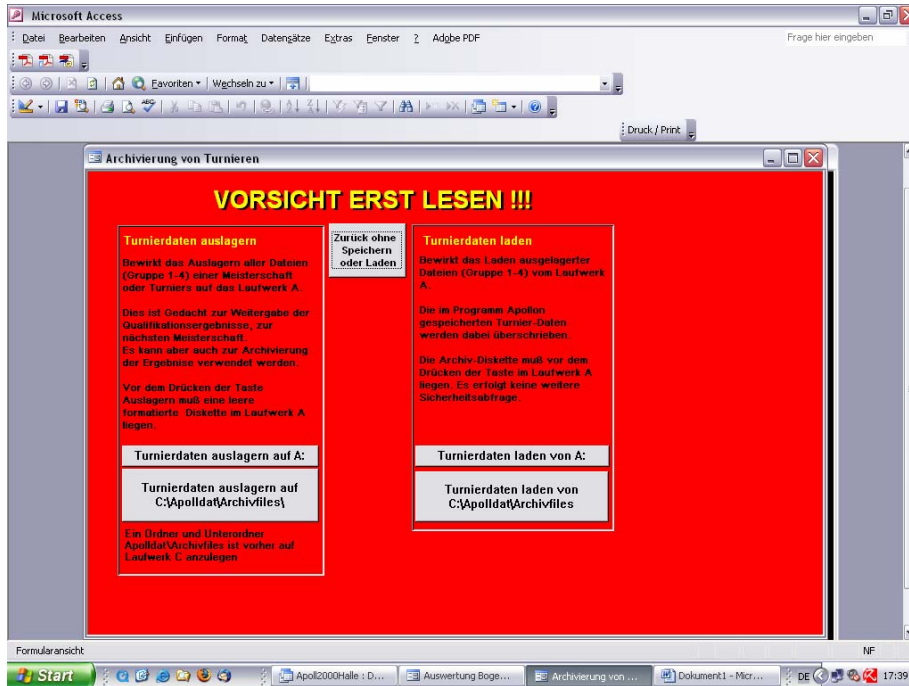 Microsoft Access
Datei Bearbeiten Ansicht Einfügen Format Datensätze Extras Fenster ? Adobe PDF
Frage hier eingeben
Favoriten Wechseln zu
Druck / Print
Archivierung von Turnieren
VORSICHT ERST LESEN !!!
Turnierdaten auslagern
Bewirkt das Auslagern aller Dateien
(Gruppe 1-4) einer Meisterschaft
oder Turniers auf das Laufwerk A.
Dies ist Gedacht zur Weitergabe der
Qualifikationsergebnisse, zur
nächsten Meisterschaft.
Es kann aber auch zur Archivierung
der Ergebnise verwendet werden.
Vor dem Drücken der Taste
Auslagern muß eine leere
formatierte Diskette im Laufwerk A
liegen.
Turnierdaten auslagern auf A:
Turnierdaten auslagern auf
C:\Apolldat\Archivfiles\
Ein Ordner und Unterordner
Apolldat\Archivfiles ist vorher auf
Laufwerk C anzulegen
Zurück ohne
Speichern
oder Laden
Turnierdaten laden
Bewirkt das Laden ausgelagerter
Dateien (Gruppe 1-4) vom Laufwerk
A.
Die im Programm Apollon
gespeicherten Turnier-Daten
werden dabei überschrieben.
Die Archiv-Diskette muß vor dem
Drücken der Taste im Laufwerk A
liegen. Es erfolgt keine weitere
Sicherheitsabfrage.
Turnierdaten laden von A:
Turnierdaten laden von
C:\Apolldat\Archivfiles
Formularansicht
NF
Start
Apoll2000Halle : D...
Auswertung Boge...
Archivierung von ...
Dokument1 - Micr...
DE
17:39